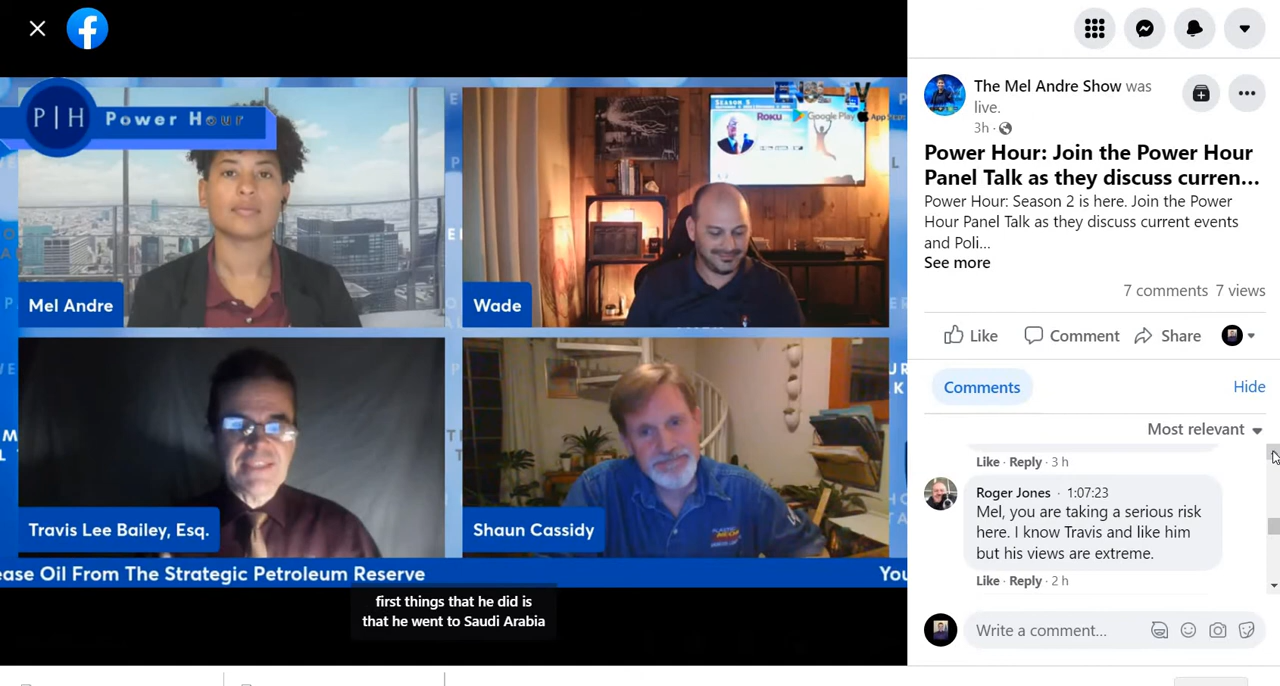 P|H Power Hour
Roku Google Play
Mel Andre
Wade
Travis Lee Bailey, Esq.
Shaun Cassidy
ease Oil From The Strategic Petroleum Reserve
You
first things that he did is
that he went to Saudi Arabia
The Mel Andre Show was
live.
3h ·
Power Hour: Join the Power Hour
Panel Talk as they discuss curren...
Power Hour: Season 2 is here. Join the Power
Hour Panel Talk as they discuss current events
and Poli...
See more
7 comments 7 views
Like Comment Share
Comments Hide
Most relevant
Like · Reply · 3 h
Roger Jones · 1:07:23
Mel, you are taking a serious risk
here. I know Travis and like him
but his views are extreme.
Like · Reply · 2 h
Write a comment...